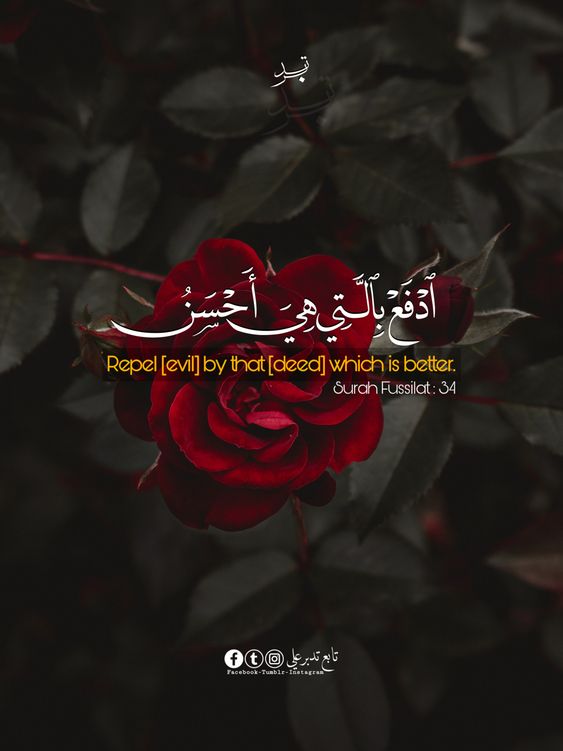 تدبر
ٱدْفَعْ بِٱلَّتِي هِيَ أَحْسَنُ
Repel [evil] by that [deed] which is better.
Surah Fussilat : 34
تابع تدبر علي
Facebook-Tumblr-Instagram